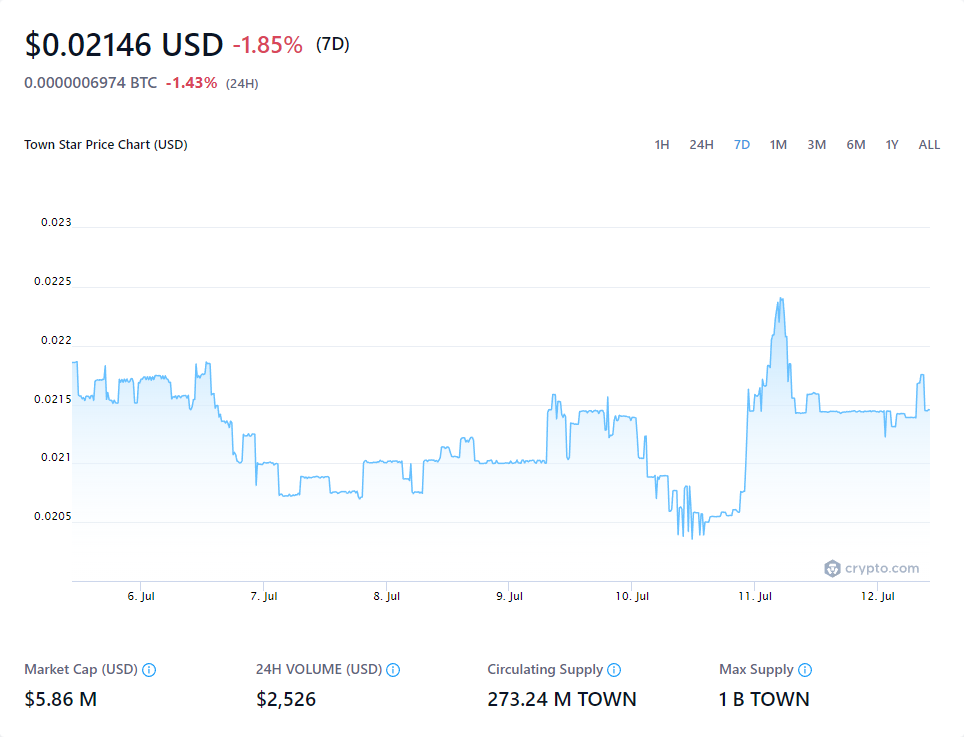 $0.02146 USD -1.85% (7D)
0.0000006974 BTC -1.43% (24H)
Town Star Price Chart (USD)
1H 24H 7D 1M 3M 6M 1Y ALL
0.023
0.0225
0.022
0.0215
0.021
0.0205
crypto.com
6. Jul 7. Jul 8. Jul 9. Jul 10. Jul 11. Jul 12. Jul
Market Cap (USD) 24H VOLUME (USD) Circulating Supply Max Supply
$5.86 M $2,526 273.24 M TOWN 1 B TOWN